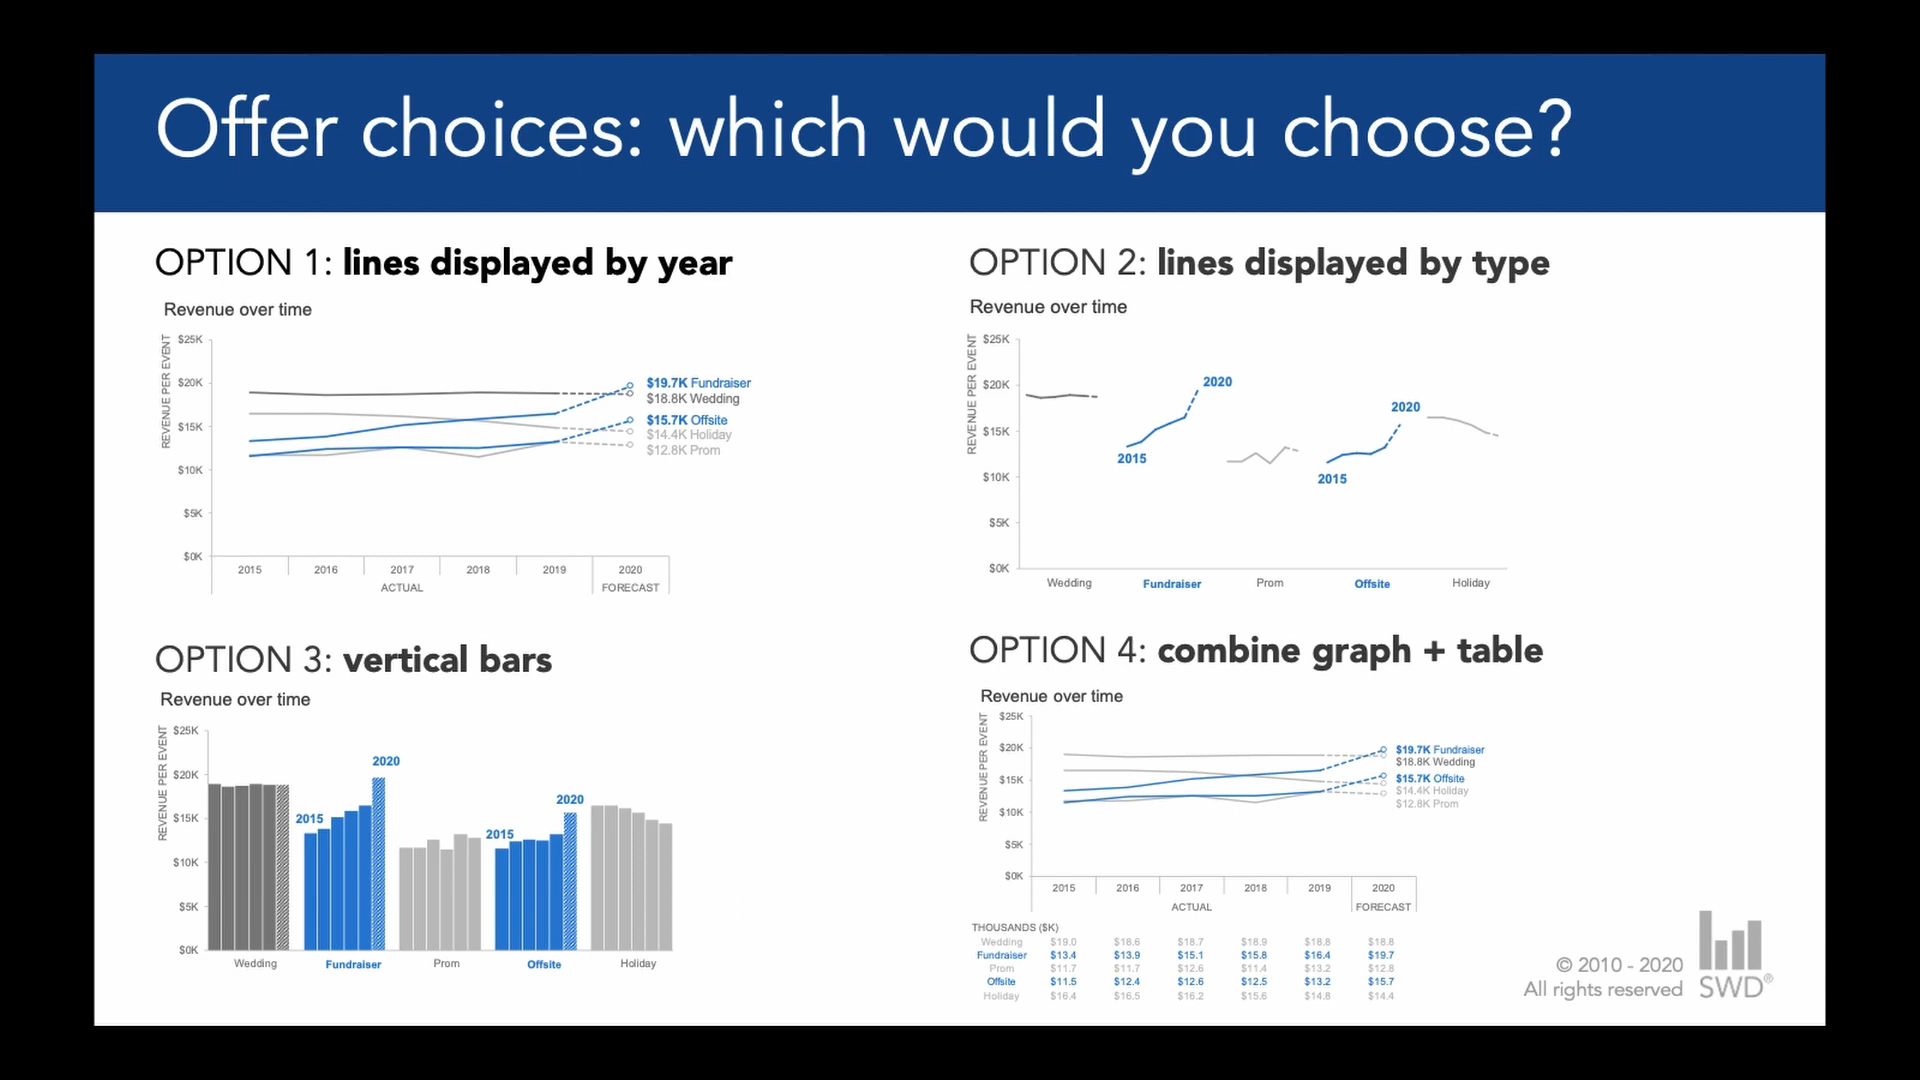 Offer choices: which would you choose?
OPTION 1: lines displayed by year
Revenue over time
REVENUE PER EVENT
$25K
$20K
$15K
$10K
$5K
$0K
$19.7K Fundraiser
$18.8K Wedding
$15.7K Offsite
$14.4K Holiday
$12.8K Prom
2015 2016 2017 2018 2019 2020
ACTUAL FORECAST
OPTION 2: lines displayed by type
Revenue over time
REVENUE PER EVENT
$25K
$20K
$15K
$10K
$5K
$0K
2020
2020
2015
2015
Wedding Fundraiser Prom Offsite Holiday
OPTION 3: vertical bars
Revenue over time
REVENUE PER EVENT
$25K
$20K
$15K
$10K
$5K
$0K
2020
2020
2015
2015
Wedding Fundraiser Prom Offsite Holiday
OPTION 4: combine graph + table
Revenue over time
REVENUE PER EVENT
$25K
$20K
$15K
$10K
$5K
$0K
$19.7K Fundraiser
$18.8K Wedding
$15.7K Offsite
$14.4K Holiday
$12.8K Prom
2015 2016 2017 2018 2019 2020
ACTUAL FORECAST
THOUSANDS ($K)
Wedding $19.0 $18.6 $18.7 $18.9 $18.8 $18.8
Fundraiser $13.4 $13.9 $15.1 $15.8 $16.4 $19.7
Prom $11.7 $11.7 $12.6 $11.4 $13.2 $12.8
Offsite $11.5 $12.4 $12.6 $12.5 $13.2 $15.7
Holiday $16.4 $16.5 $16.2 $15.6 $14.8 $14.4
© 2010 - 2020
All rights reserved
SWD®